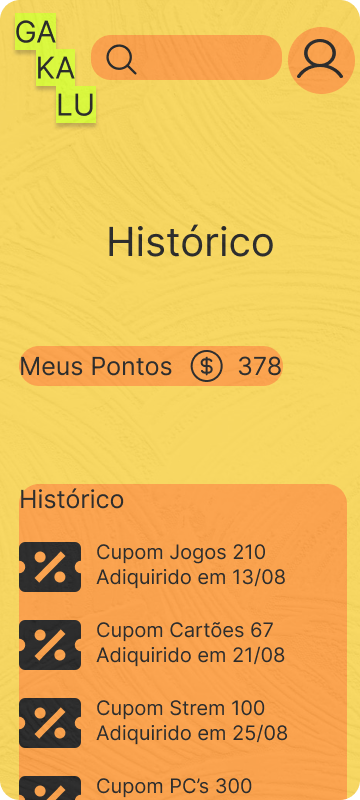 GA
KA
LU
Histórico
Meus Pontos $ 378
Histórico
Cupom Jogos 210
Adiquirido em 13/08
Cupom Cartões 67
Adiquirido em 21/08
Cupom Strem 100
Adiquirido em 25/08
Cupom PC’s 300